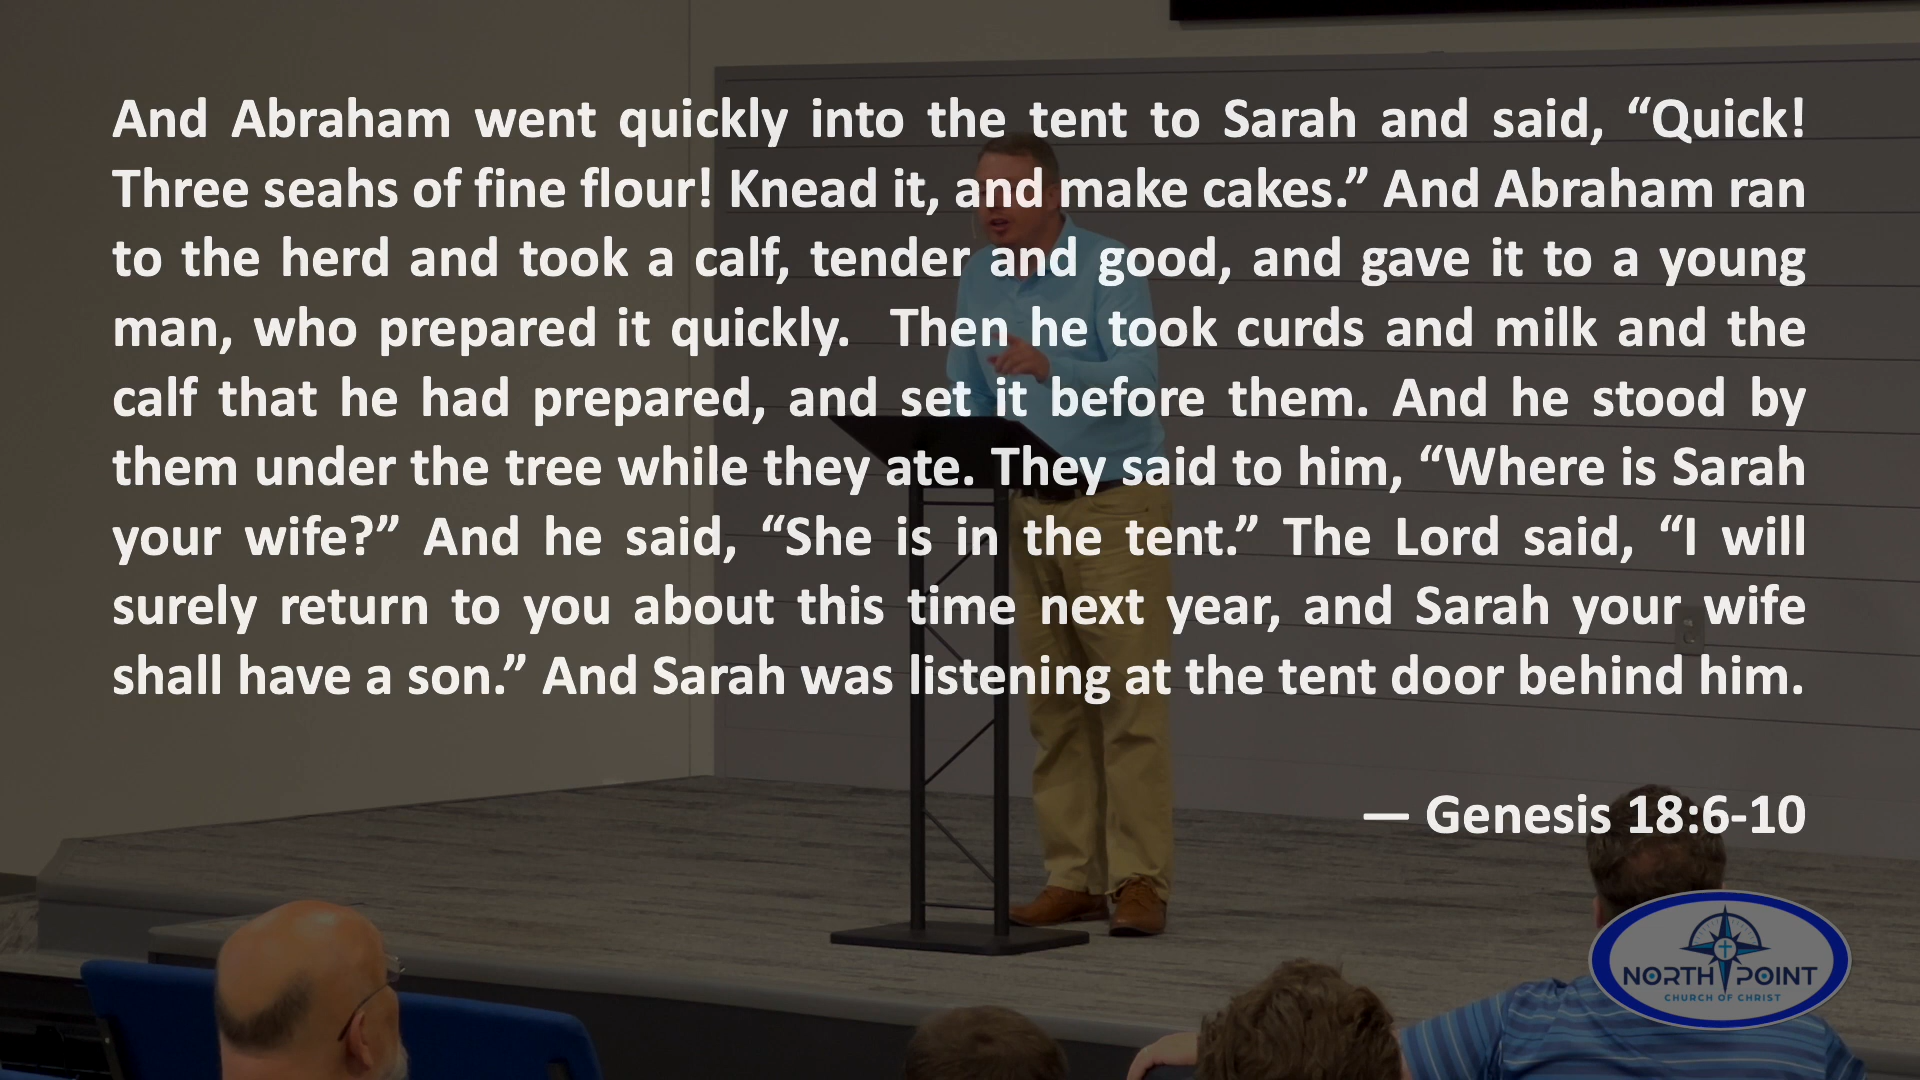 And Abraham went quickly into the tent to Sarah and said, “Quick!
Three seahs of fine flour! Knead it, and make cakes.” And Abraham ran
to the herd and took a calf, tender and good, and gave it to a young
man, who prepared it quickly.  Then he took curds and milk and the
calf that he had prepared, and set it before them. And he stood by
them under the tree while they ate. They said to him, “Where is Sarah
your wife?” And he said, “She is in the tent.” The Lord said, “I will
surely return to you about this time next year, and Sarah your wife
shall have a son.” And Sarah was listening at the tent door behind him.
— Genesis 18:6-10
NORTH POINT
CHURCH OF CHRIST